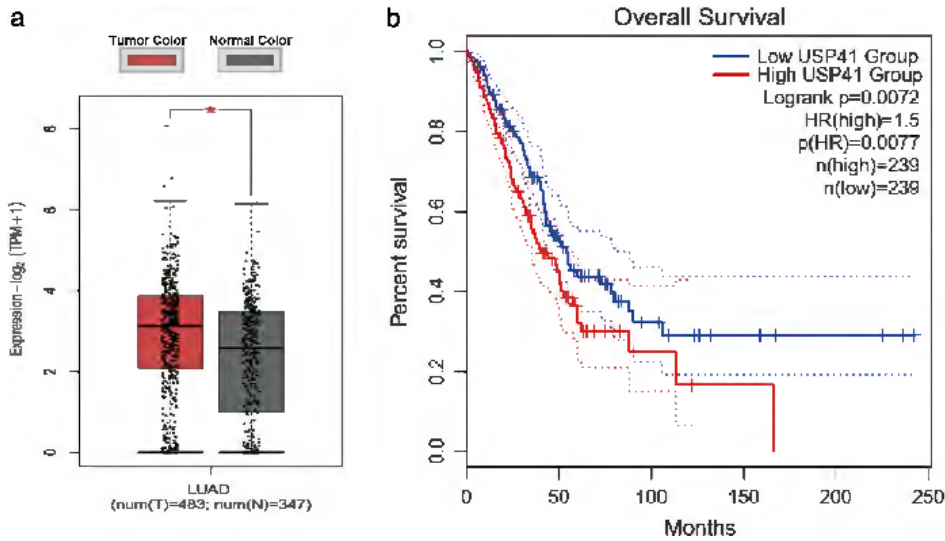 a
Tumor Color Normal Color
Expression-log2 (TPM+1)
8
6
4
2
0
LUAD
(num(T)=483; num(N)=347)
b
Overall Survival
Low USP41 Group
High USP41 Group
Logrank p=0.0072
HR(high)=1.5
p(HR)=0.0077
n(high)=239
n(low)=239
Percent survival
1.0
0.8
0.6
0.4
0.2
0.0
0 50 100 150 200 250
Months